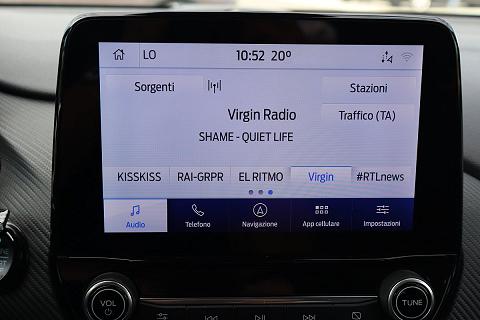 LO 10:52 20°
Sorgenti Stazioni
Virgin Radio Traffico (TA)
SHAME - QUIET LIFE
KISSKISS RAI-GRPR EL RITMO Virgin #RTLnews
Audio Telefono Navigazione App cellulare Impostazioni
VOL TUNE